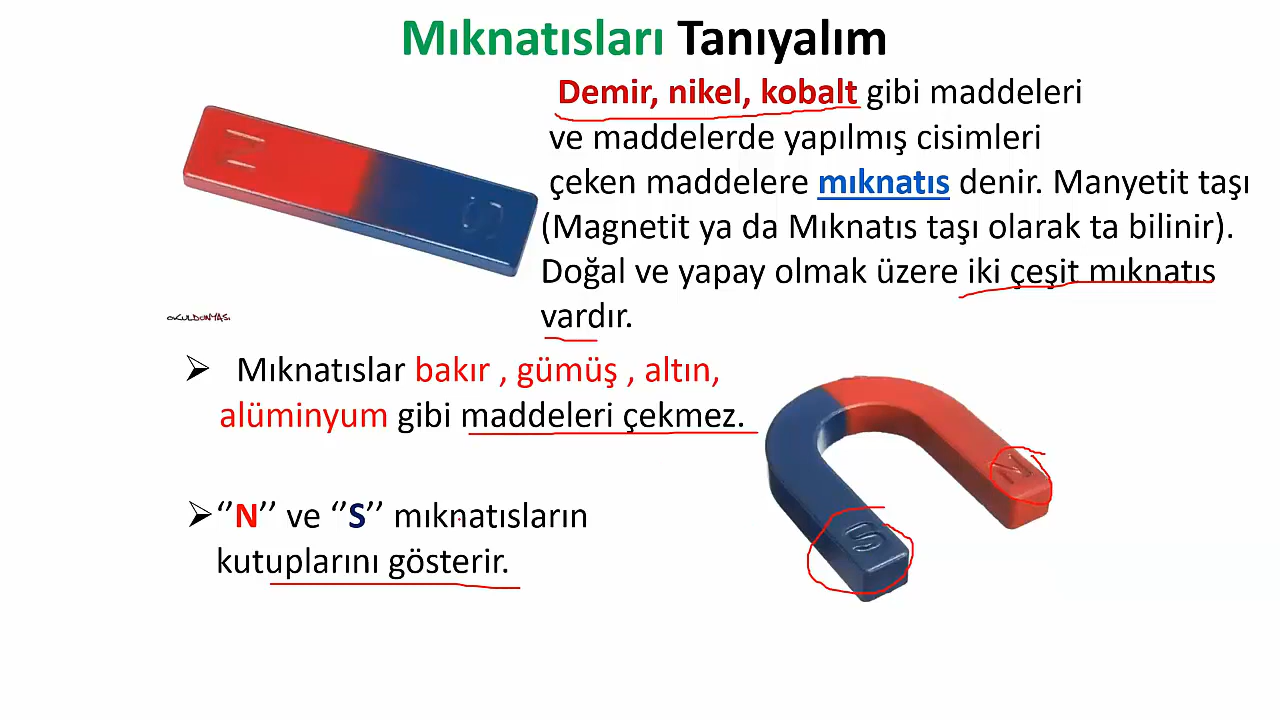 Mıknatısları Tanıyalım
Demir, nikel, kobalt gibi maddeleri
ve maddelerde yapılmış cisimleri
çeken maddelere mıknatıs denir. Manyetit taşı
(Magnetit ya da Mıknatıs taşı olarak ta bilinir).
Doğal ve yapay olmak üzere iki çeşit mıknatıs
vardır.
N
S
OKULDUNYASI
➢ Mıknatıslar bakır , gümüş , altın,
alüminyum gibi maddeleri çekmez.
N
S
➢ ‘’N’’ ve ‘’S’’ mıknatısların
kutuplarını gösterir.